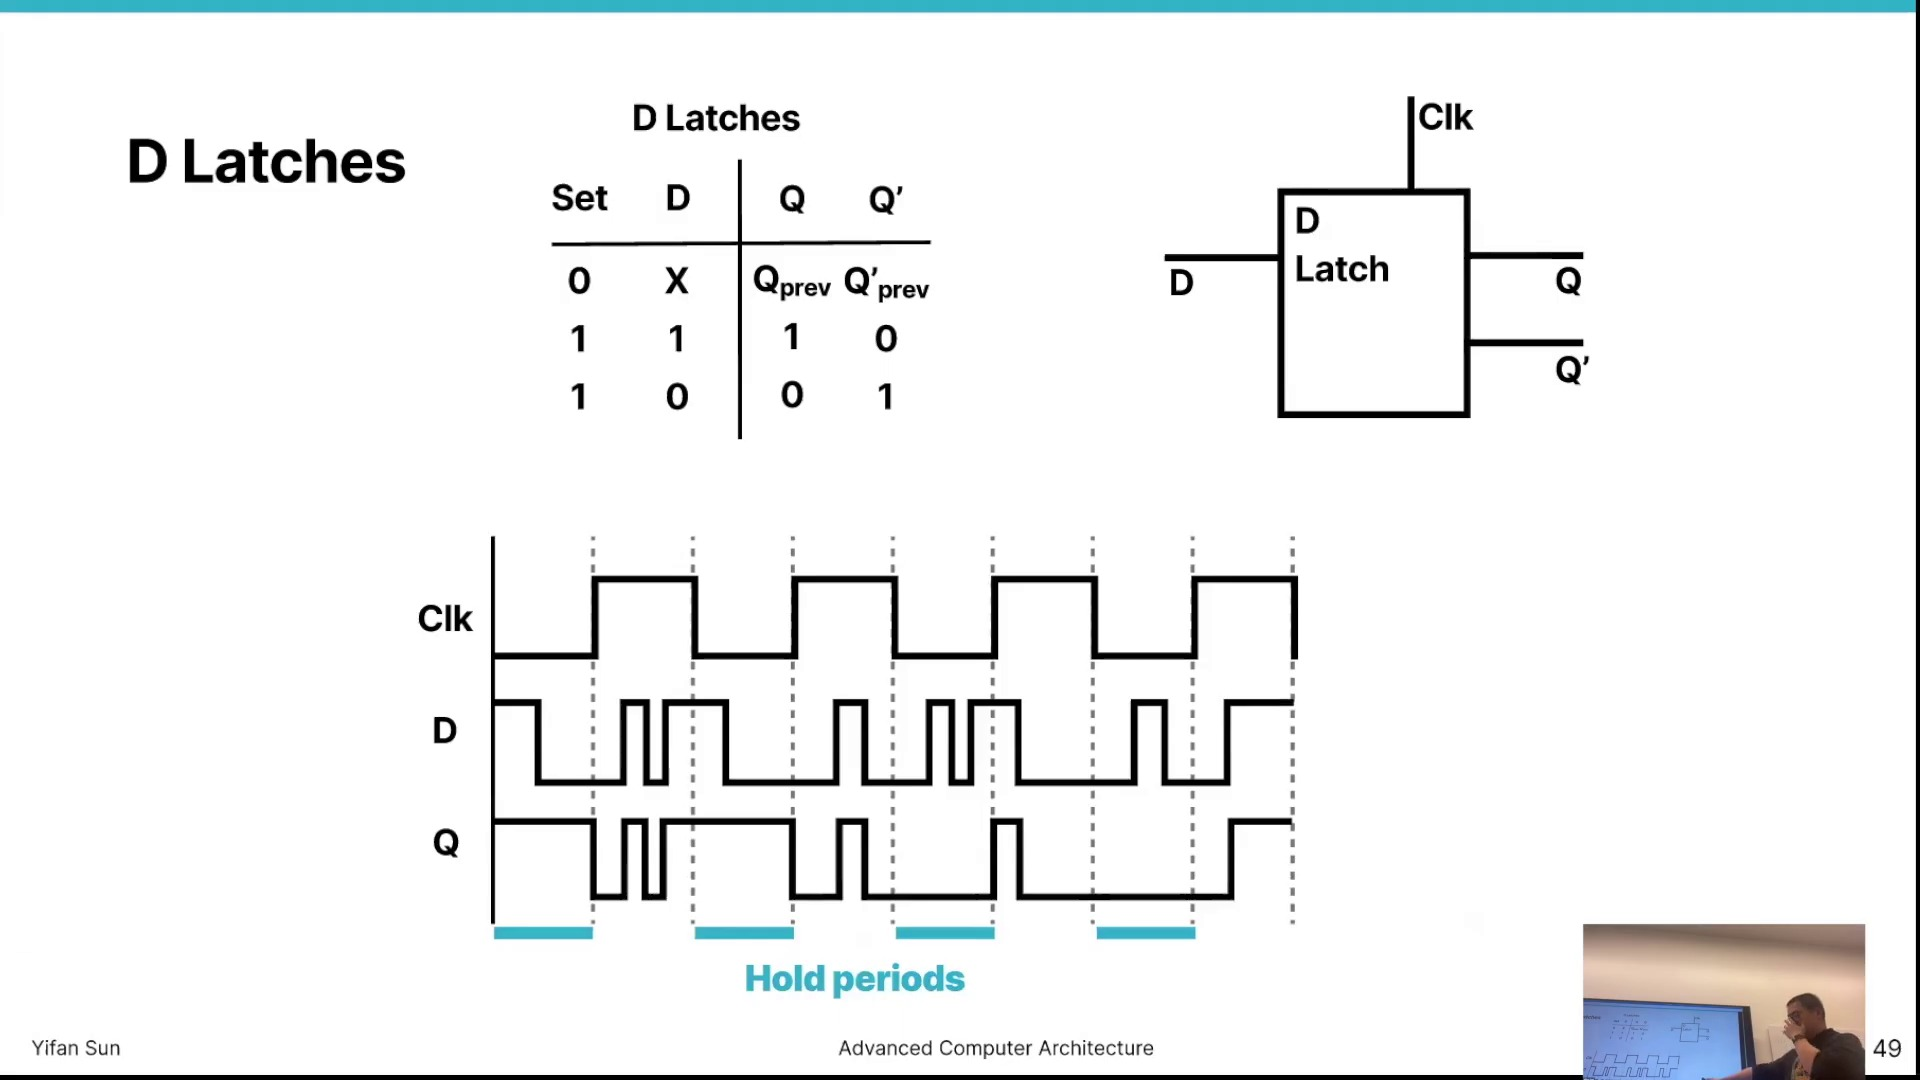 D Latches
D Latches
Set D Q Q’
0 X Qprev Q’prev
1 1 1 0
1 0 0 1
Clk
D
Latch
D
Q
Q’
Clk
D
Q
Hold periods
Yifan Sun
Advanced Computer Architecture
49